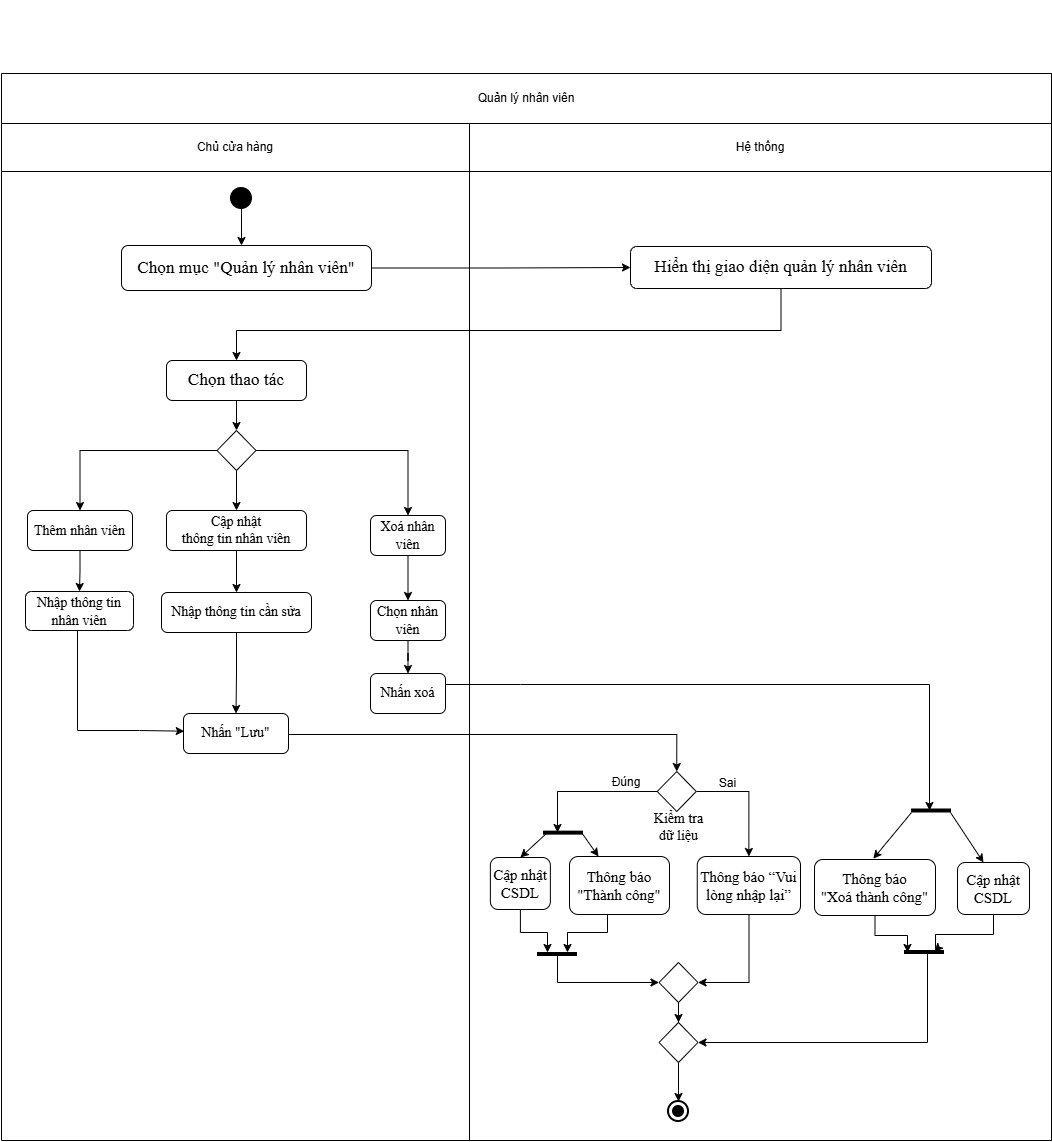 Quản lý nhân viên
Chủ cửa hàng
Hệ thống
Chọn mục "Quản lý nhân viên"
Hiển thị giao diện quản lý nhân viên
Chọn thao tác
Thêm nhân viên
Cập nhật
thông tin nhân viên
Xoá nhân
viên
Nhập thông tin
nhân viên
Nhập thông tin cần sửa
Chọn nhân
viên
Nhấn xoá
Nhấn "Lưu"
Đúng
Sai
Kiểm tra
dữ liệu
Cập nhật
CSDL
Thông báo
"Thành công"
Thông báo “Vui
lòng nhập lại”
Thông báo
"Xoá thành công"
Cập nhật
CSDL